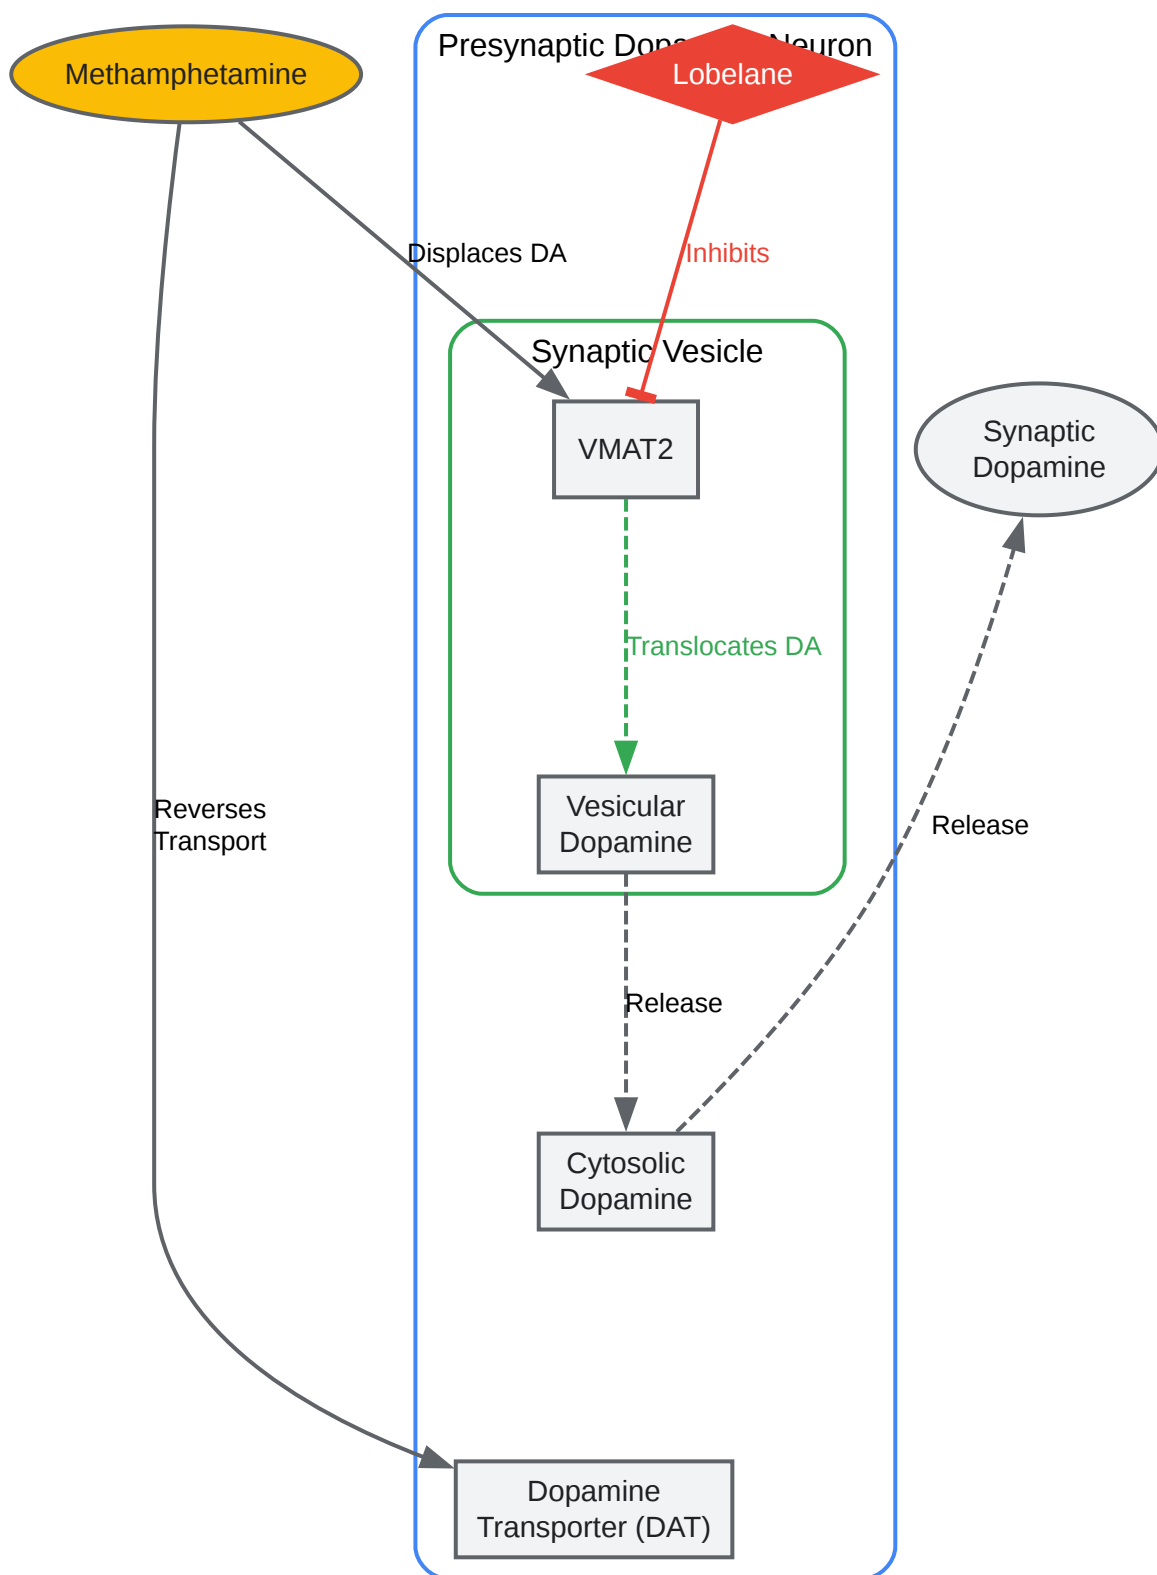 Presynaptic Dopa Neuron
Methamphetamine
Lobelane
Displaces DA
Inhibits
Synaptic Vesicle
VMAT2
Synaptic
Dopamine
Translocates DA
Vesicular
Dopamine
Reverses
Transport
Release
Release
Cytosolic
Dopamine
Dopamine
Transporter (DAT)